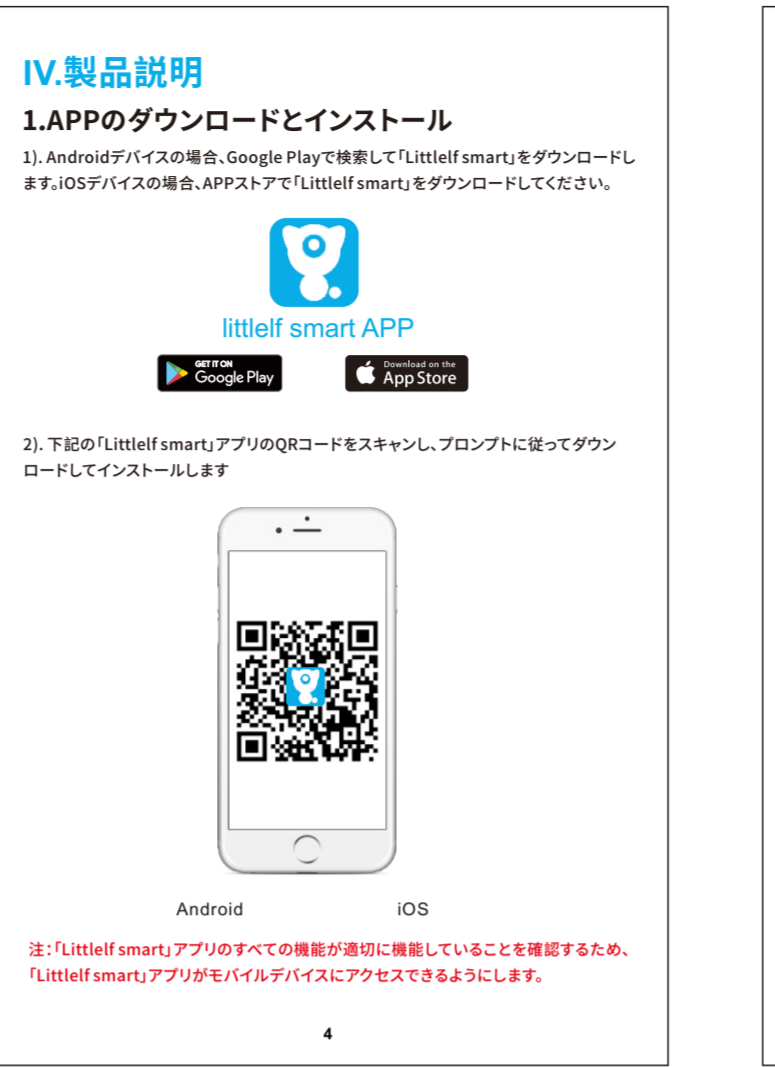 IV.製品説明
1.APPのダウンロードとインストール
1). Androidデバイスの場合、Google Playで検索して「Littlelf smart」をダウンロードし
ます。iOSデバイスの場合、APPストアで「Littlelf smart」をダウンロードしてください。
littlelf smart APP
GET IT ON
Google Play
Download on the
App Store
2). 下記の「Littlelf smart」アプリのQRコードをスキャンし、プロンプトに従ってダウン
ロードしてインストールします
Android iOS
注：「Littlelf smart」アプリのすべての機能が適切に機能していることを確認するため、
「Littlelf smart」アプリがモバイルデバイスにアクセスできるようにします。
4